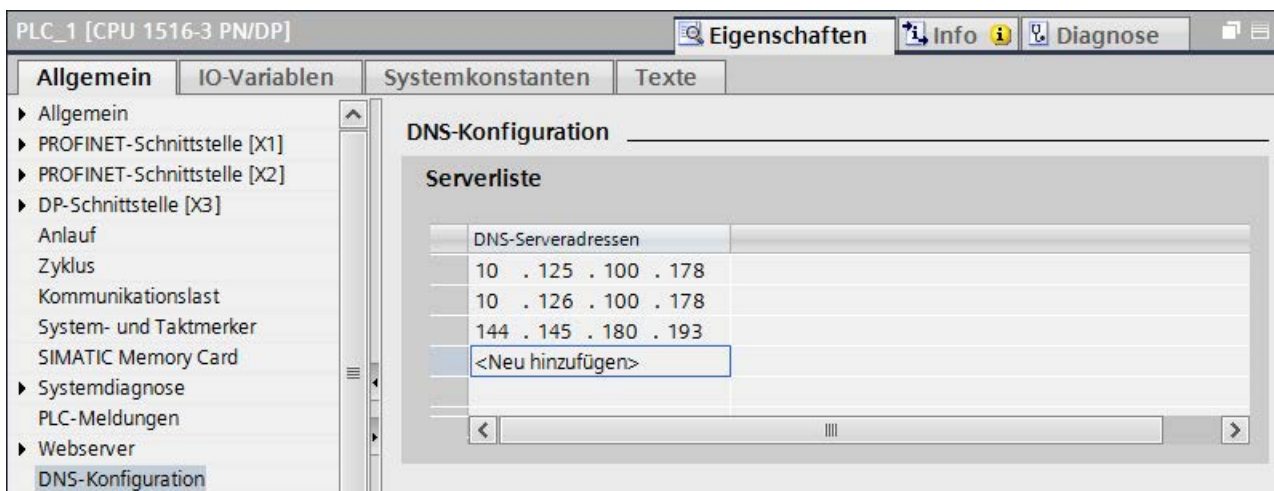 PLC_1 [CPU 1516-3 PN/DP]
Eigenschaften
Info
Diagnose
Allgemein
IO-Variablen
Systemkonstanten
Texte
Allgemein
PROFINET-Schnittstelle [X1]
PROFINET-Schnittstelle [X2]
DP-Schnittstelle [X3]
Anlauf
Zyklus
Kommunikationslast
System- und Taktmerker
SIMATIC Memory Card
Systemdiagnose
PLC-Meldungen
Webserver
DNS-Konfiguration
DNS-Konfiguration
Serverliste
DNS-Serveradressen
10 . 125 . 100 . 178
10 . 126 . 100 . 178
144 . 145 . 180 . 193
<Neu hinzufügen>